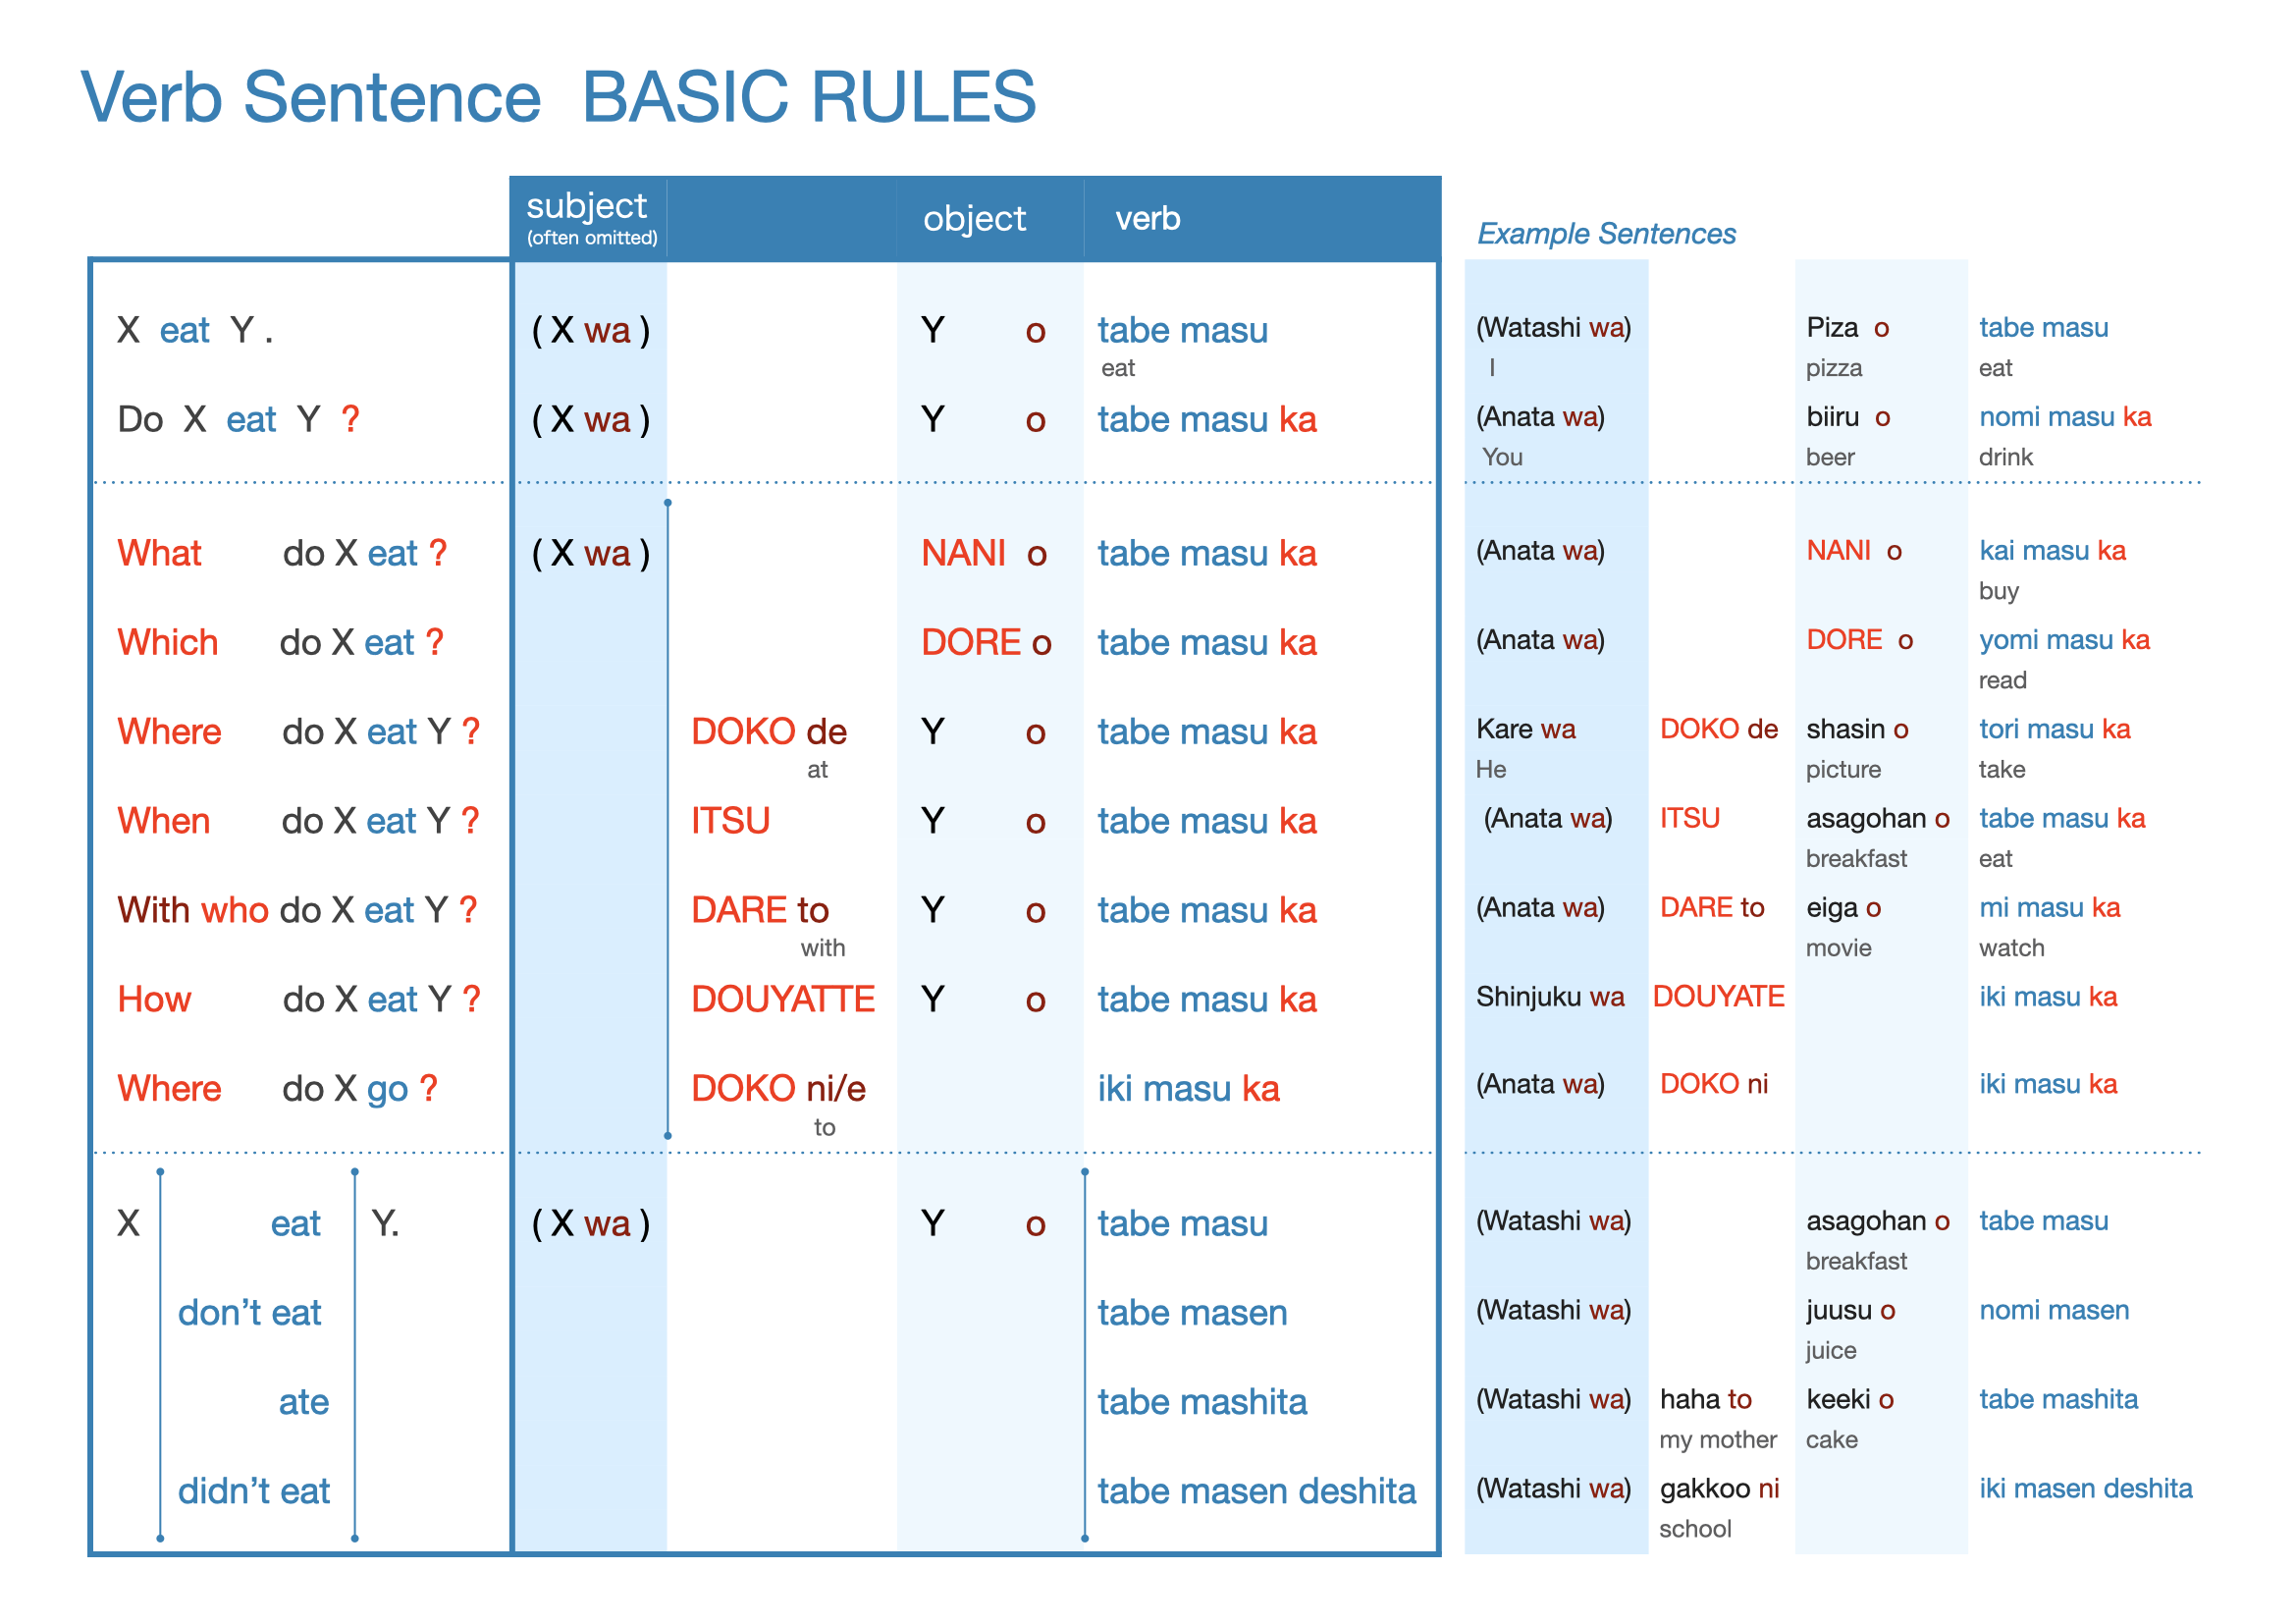 Verb Sentence BASIC RULES
subject object verb
(often omitted)
Example Sentences
X eat Y . ( X wa ) Y o tabe masu (Watashi wa) Piza o tabe masu
eat I pizza eat
Do X eat Y ? ( X wa ) Y o tabe masu ka (Anata wa) biiru o nomi masu ka
You beer drink
What do X eat ? ( X wa ) NANI o tabe masu ka (Anata wa) NANI o kai masu ka
buy
Which do X eat ? DORE o tabe masu ka (Anata wa) DORE o yomi masu ka
read
Where do X eat Y ? DOKO de Y o tabe masu ka Kare wa DOKO de shasin o tori masu ka
at He picture take
When do X eat Y ? ITSU Y o tabe masu ka (Anata wa) ITSU asagohan o tabe masu ka
breakfast eat
With who do X eat Y ? DARE to Y o tabe masu ka (Anata wa) DARE to eiga o mi masu ka
with movie watch
How do X eat Y ? DOUYATTE Y o tabe masu ka Shinjuku wa DOUYATE iki masu ka
Where do X go ? DOKO ni/e iki masu ka (Anata wa) DOKO ni iki masu ka
to
X eat Y. ( X wa ) Y o tabe masu (Watashi wa) asagohan o tabe masu
breakfast
don't eat tabe masen (Watashi wa) juusu o nomi masen
juice
ate tabe mashita (Watashi wa) haha to keeki o tabe mashita
my mother cake
didn't eat tabe masen deshita (Watashi wa) gakkoo ni iki masen deshita
school